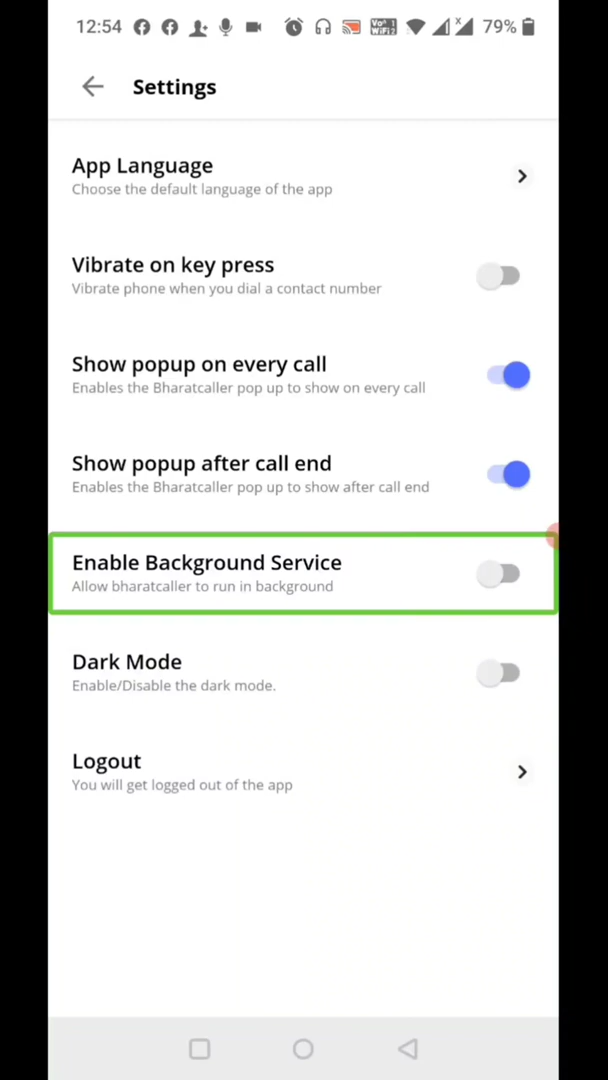 12:54 79%
Settings
App Language
Choose the default language of the app
Vibrate on key press
Vibrate phone when you dial a contact number
Show popup on every call
Enables the Bharatcaller pop up to show on every call
Show popup after call end
Enables the Bharatcaller pop up to show after call end
Enable Background Service
Allow bharatcaller to run in background
Dark Mode
Enable/Disable the dark mode.
Logout
You will get logged out of the app